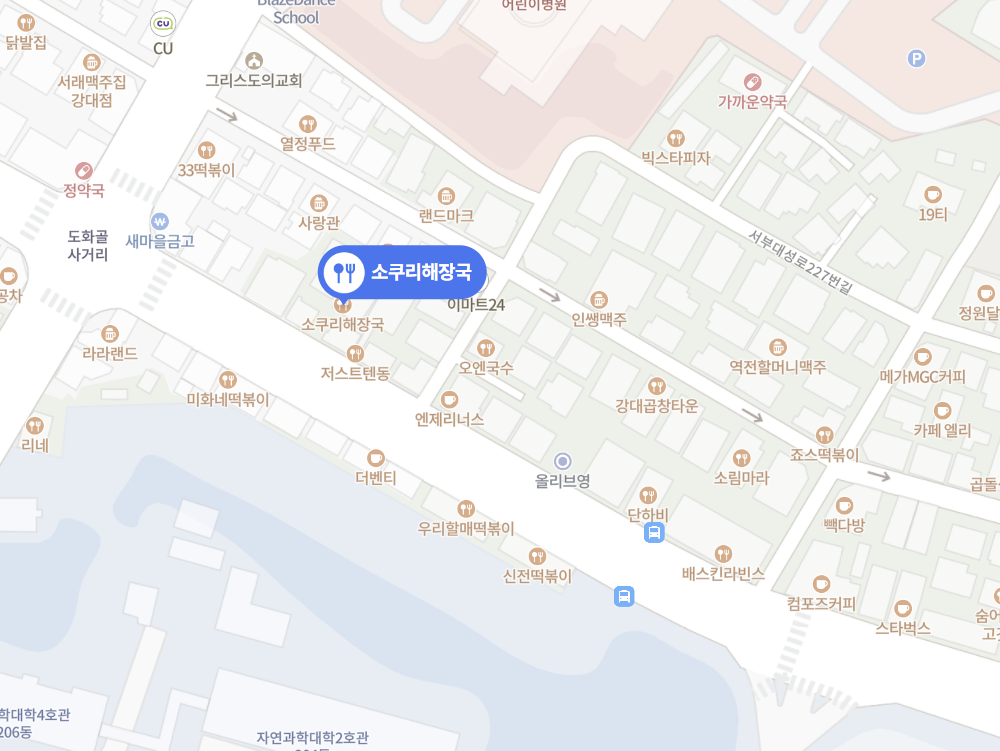 BlazeDance
School
어린이병원
CU
CU
닭발집
서래맥주집
강대점
그리스도의교회
P
가까운약국
열정푸드
빅스타피자
33떡볶이
정약국
19티
사랑관
랜드마크
도화골
사거리
₩
새마을금고
서부대성로227번길
소쿠리해장국
공차
이마트24
정원달
소쿠리해장국
인쌩맥주
라라랜드
저스트텐동
오엔국수
역전할머니맥주
메가MGC커피
미화네떡볶이
강대곱창타운
엔제리너스
카페 엘리
리네
죠스떡볶이
더벤티
올리브영
소림마라
곱돌
우리할매떡볶이
단하비
빽다방
신전떡볶이
배스킨라빈스
컴포즈커피
스타벅스
숨어
고깃
학대학4호관
206동
자연과학대학2호관